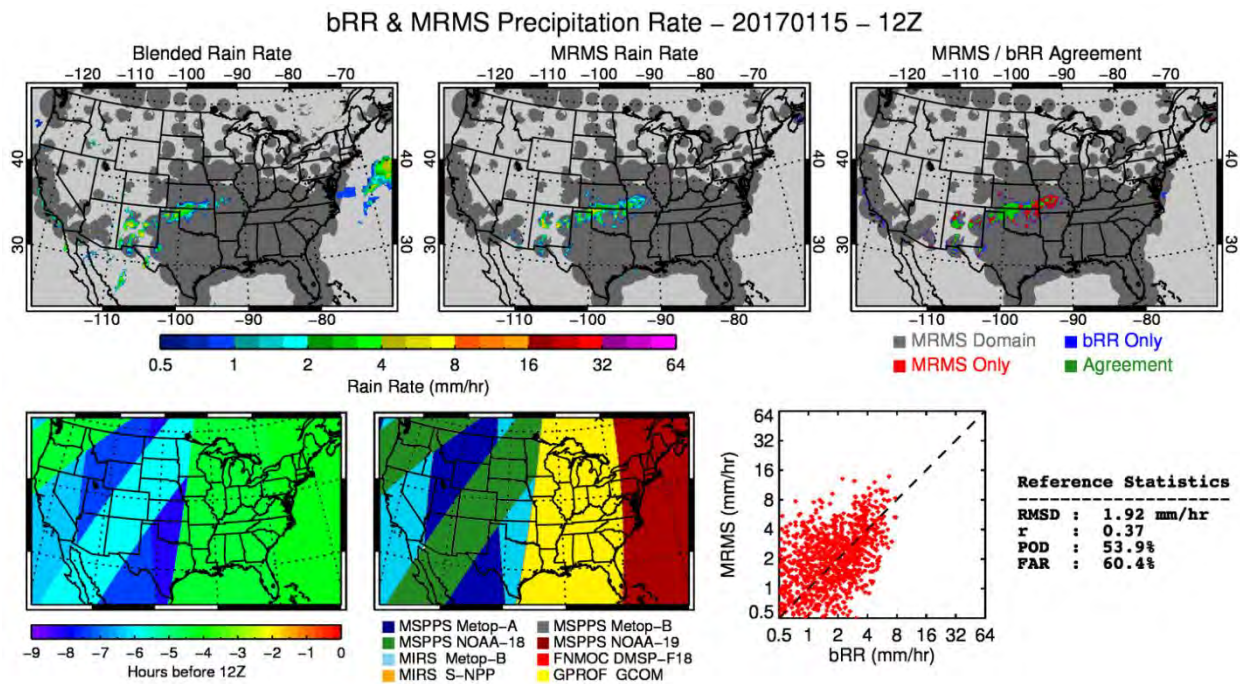 bRR & MRMS Precipitation Rate – 20170115 – 12Z
Blended Rain Rate
−120 −110 −100 −90 −80 −70
40
30
40
30
−110 −100 −90 −80
MRMS Rain Rate
−120 −110 −100 −90 −80 −70
40
30
40
30
−110 −100 −90 −80
MRMS / bRR Agreement
−120 −110 −100 −90 −80 −70
40
30
40
30
−110 −100 −90 −80
0.5 1 2 4 8 16 32 64
Rain Rate (mm/hr)
MRMS Domain bRR Only
MRMS Only Agreement
−9 −8 −7 −6 −5 −4 −3 −2 −1 0
Hours before 12Z
MSPPS Metop−A MSPPS Metop−B
MSPPS NOAA−18 MSPPS NOAA−19
MIRS Metop−B FNMOC DMSP−F18
MIRS S−NPP GPROF GCOM
MRMS (mm/hr)
64
32
16
8
4
2
1
0.5
0.5 1 2 4 8 16 32 64
bRR (mm/hr)
Reference Statistics
----------------------
RMSD : 1.92 mm/hr
r : 0.37
POD : 53.9%
FAR : 60.4%